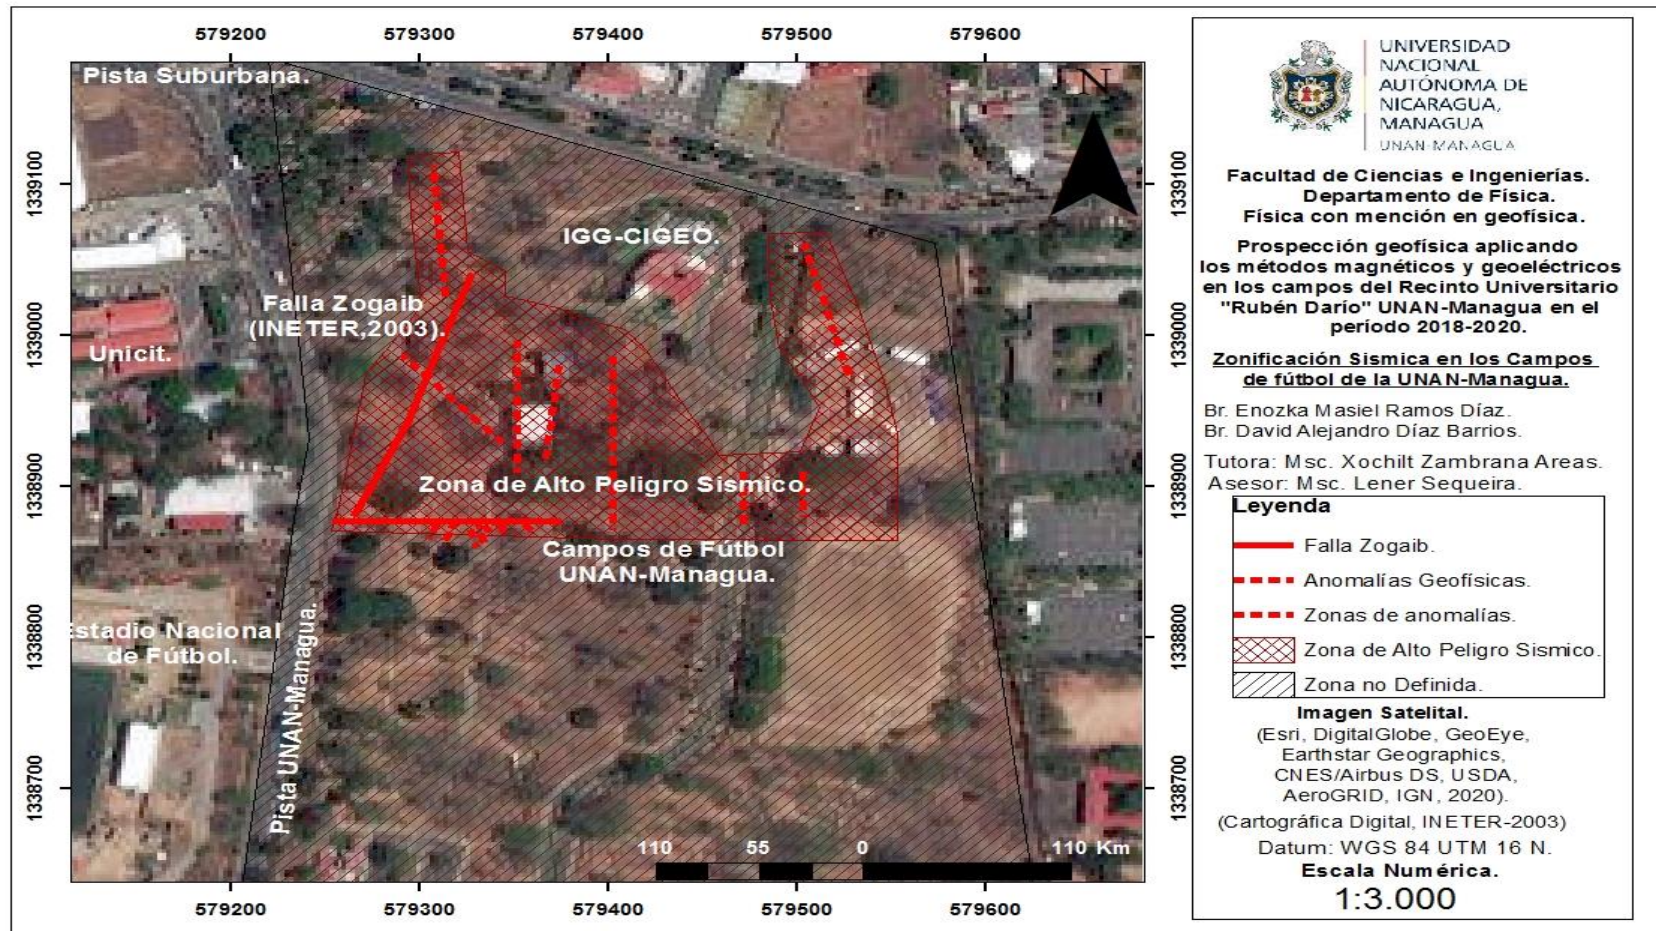 579200 579300 579400 579500 579600
Pista Suburbana.
N
1339100
1339100
IGG-CIGEO.
Falla Zogaib
(INETER,2003).
1339000
1339000
Unicit.
1338900
1338900
Zona de Alto Peligro Sismico.
Campos de Fútbol
UNAN-Managua.
1338800
1338800
Estadio Nacional
de Fútbol.
Pista UNAN-Managua.
1338700
1338700
110 55 0 110 Km
579200 579300 579400 579500 579600
UNIVERSIDAD
NACIONAL
AUTÓNOMA DE
NICARAGUA,
MANAGUA
UNAN-MANAGUA
Facultad de Ciencias e Ingenierías.
Departamento de Física.
Física con mención en geofísica.
Prospección geofísica aplicando
los métodos magnéticos y geoeléctricos
en los campos del Recinto Universitario
"Rubén Darío" UNAN-Managua en el
período 2018-2020.
Zonificación Sismica en los Campos
de fútbol de la UNAN-Managua.
Br. Enozka Masiel Ramos Díaz.
Br. David Alejandro Díaz Barrios.
Tutora: Msc. Xochilt Zambrana Areas.
Asesor: Msc. Lener Sequeira.
Leyenda
Falla Zogaib.
Anomalías Geofísicas.
Zonas de anomalías.
Zona de Alto Peligro Sismico.
Zona no Definida.
Imagen Satelital.
(Esri, DigitalGlobe, GeoEye,
Earthstar Geographics,
CNES/Airbus DS, USDA,
AeroGRID, IGN, 2020).
(Cartográfica Digital, INETER-2003)
Datum: WGS 84 UTM 16 N.
Escala Numérica.
1:3.000